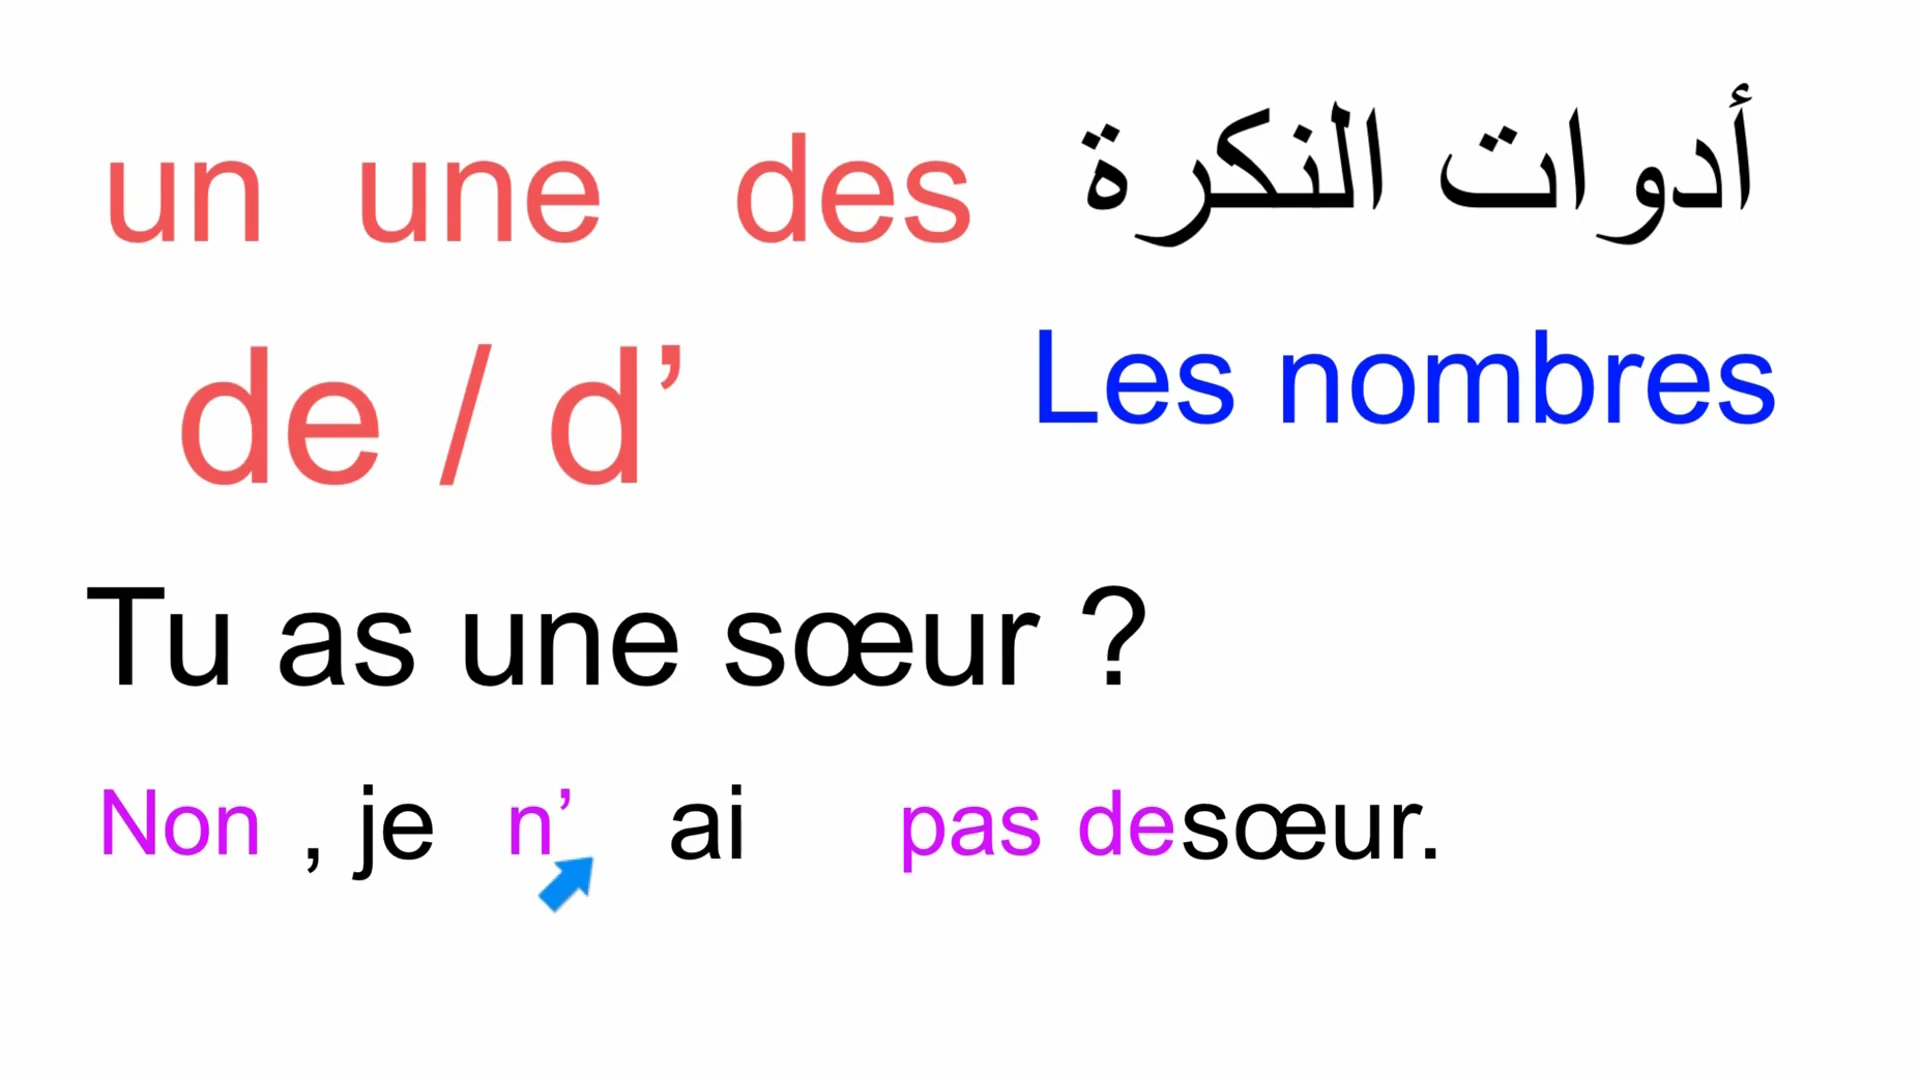 un une des أدوات النكرة
de / d’ Les nombres
Tu as une sœur ?
Non , je n’ ai pas desœur.